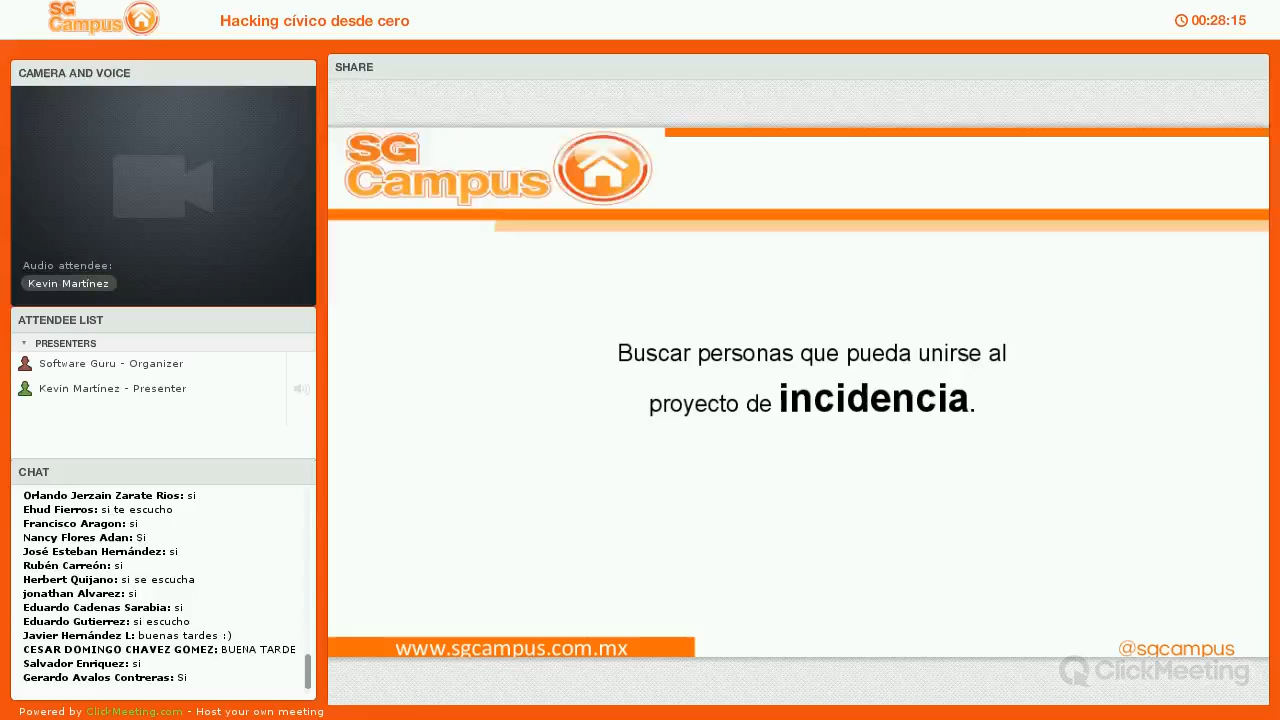 SG
Campus
Hacking cívico desde cero
00:28:15
CAMERA AND VOICE
Audio attendee:
Kevin Martínez
ATTENDEE LIST
PRESENTERS
Software Guru - Organizer
Kevin Martínez - Presenter
CHAT
Orlando Jerzain Zarate Rios: si
Ehud Fierros: si te escucho
Francisco Aragon: si
Nancy Flores Adan: Si
José Esteban Hernández: si
Rubén Carreón: si
Herbert Quijano: si se escucha
jonathan Alvarez: si
Eduardo Cadenas Sarabia: si
Eduardo Gutierrez: si escucho
Javier Hernández L: buenas tardes :)
CESAR DOMINGO CHAVEZ GOMEZ: BUENA TARDE
Salvador Enriquez: si
Gerardo Avalos Contreras: Si
Powered by ClickMeeting.com - Host your own meeting
SHARE
SG
Campus
Buscar personas que pueda unirse al
proyecto de incidencia.
www.sgcampus.com.mx
@sgcampus
ClickMeeting